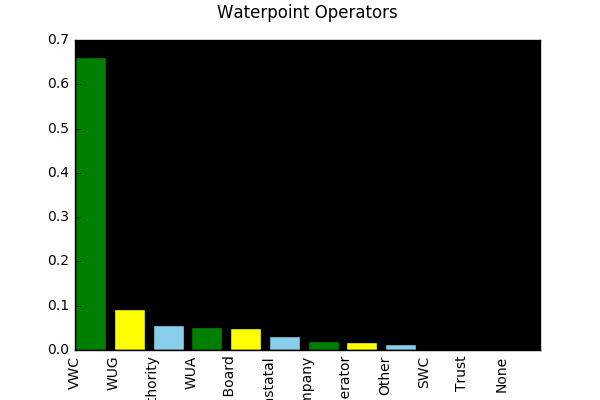 Waterpoint Operators
0.7
0.6
0.5
0.4
0.3
0.2
0.1
0.0
VWC
WUG
thority
WUA
Board
astatal
mpany
erator
Other
SWC
Trust
None